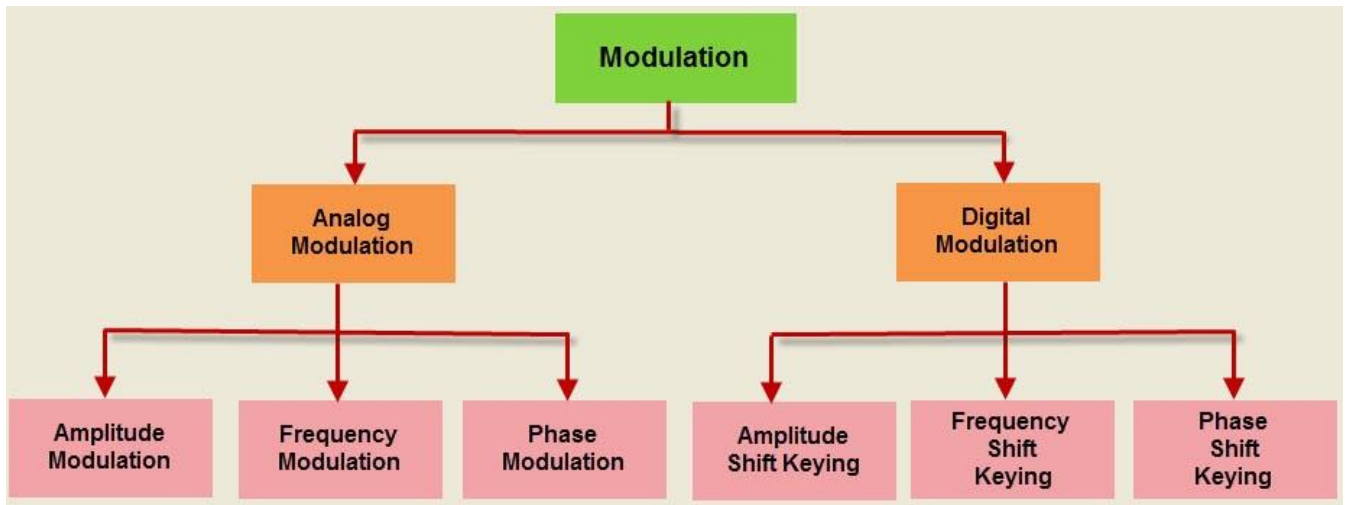 Modulation
Analog
Modulation
Digital
Modulation
Amplitude
Modulation
Frequency
Modulation
Phase
Modulation
Amplitude
Shift Keying
Frequency
Shift
Keying
Phase
Shift
Keying